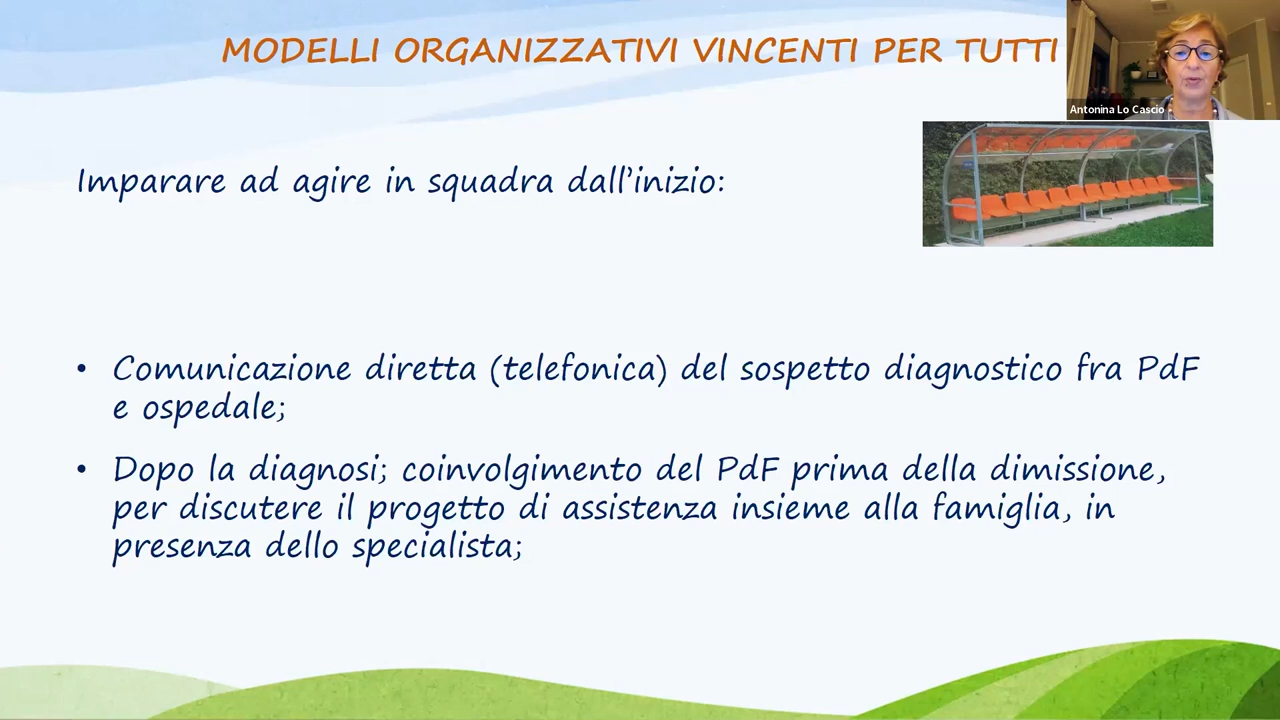 MODELLI ORGANIZZATIVI VINCENTI PER TUTTI
Antonina Lo Cascio
Imparare ad agire in squadra dall'inizio:
• Comunicazione diretta (telefonica) del sospetto diagnostico fra PdF
e ospedale;
• Dopo la diagnosi; coinvolgimento del PdF prima della dimissione,
per discutere il progetto di assistenza insieme alla famiglia, in
presenza dello specialista;